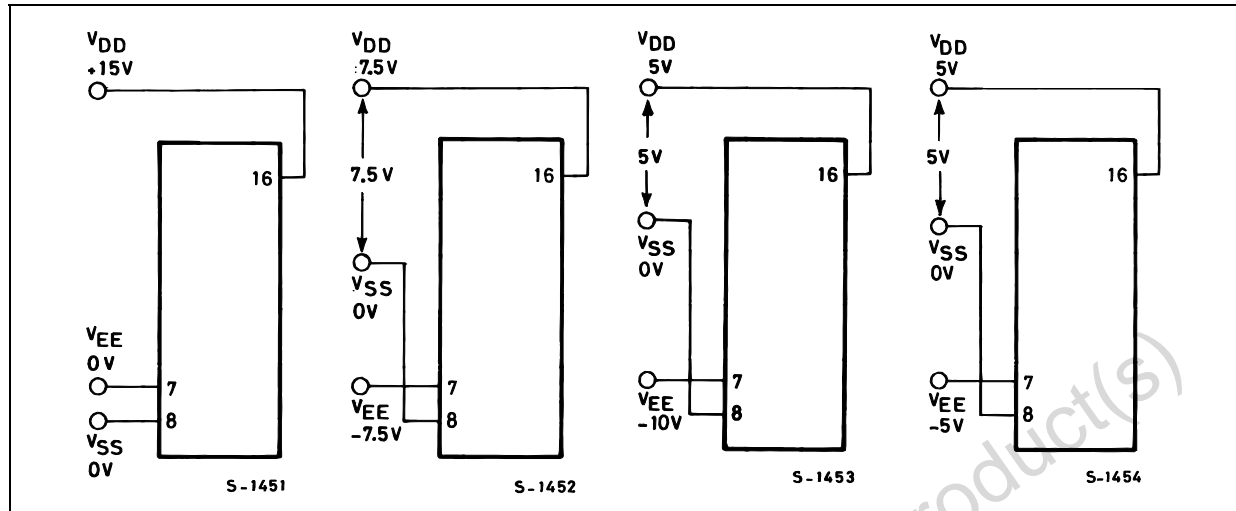 VDD
+15V
16
VEE
0V
7
8
VSS
0V
S-1451
VDD
7.5V
7.5V
16
VSS
0V
VEE
-7.5V
7
8
S-1452
VDD
5V
5V
16
VSS
0V
VEE
-10V
7
8
S-1453
VDD
5V
5V
16
VSS
0V
VEE
-5V
7
8
S-1454
roduct(s)